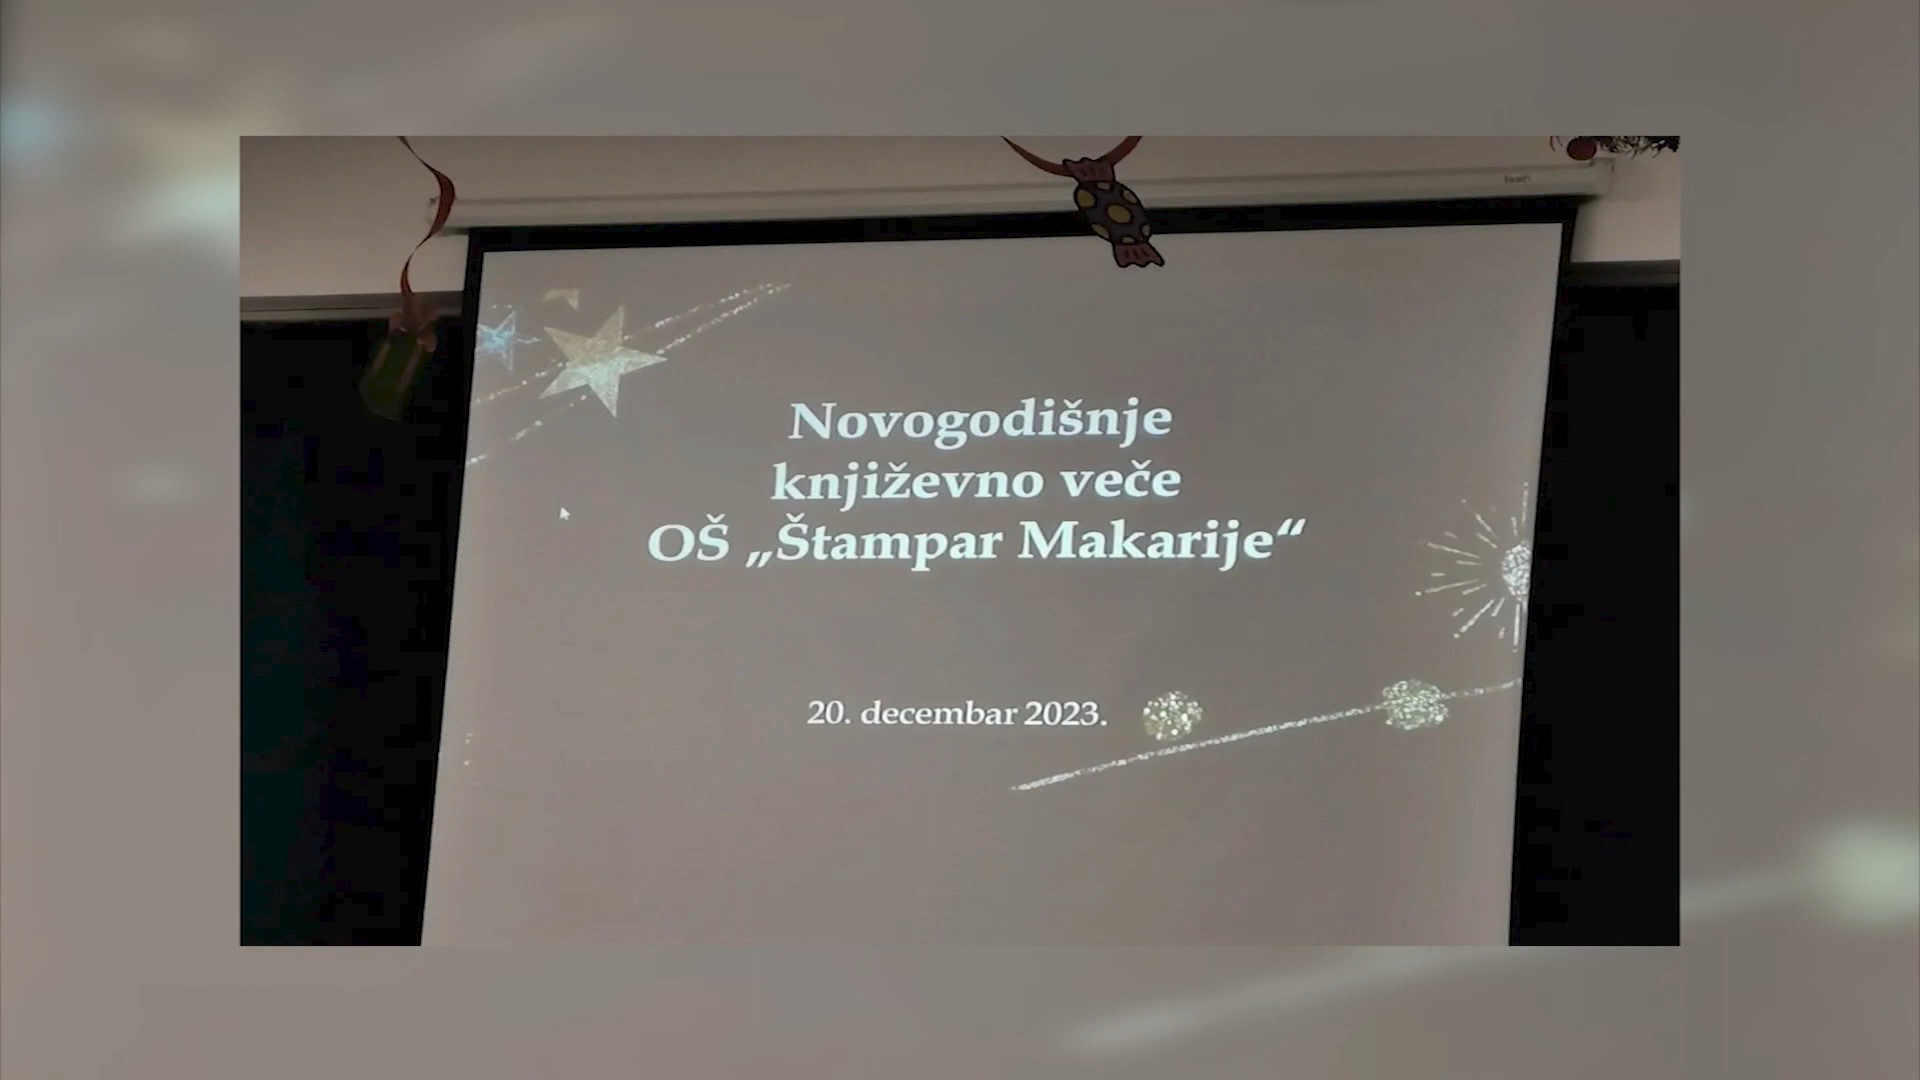 Novogodišnje
književno veče
OŠ „Štampar Makarije“
20. decembar 2023.